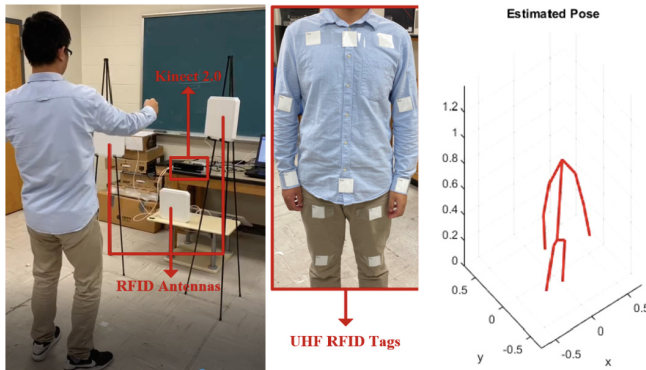 Kinect 2.0
RFID Antennas
UHF RFID Tags
Estimated Pose
1.2
1
0.8
0.6
0.4
0.2
0
0.5
0
-0.5
y
-0.5
0
0.5
x